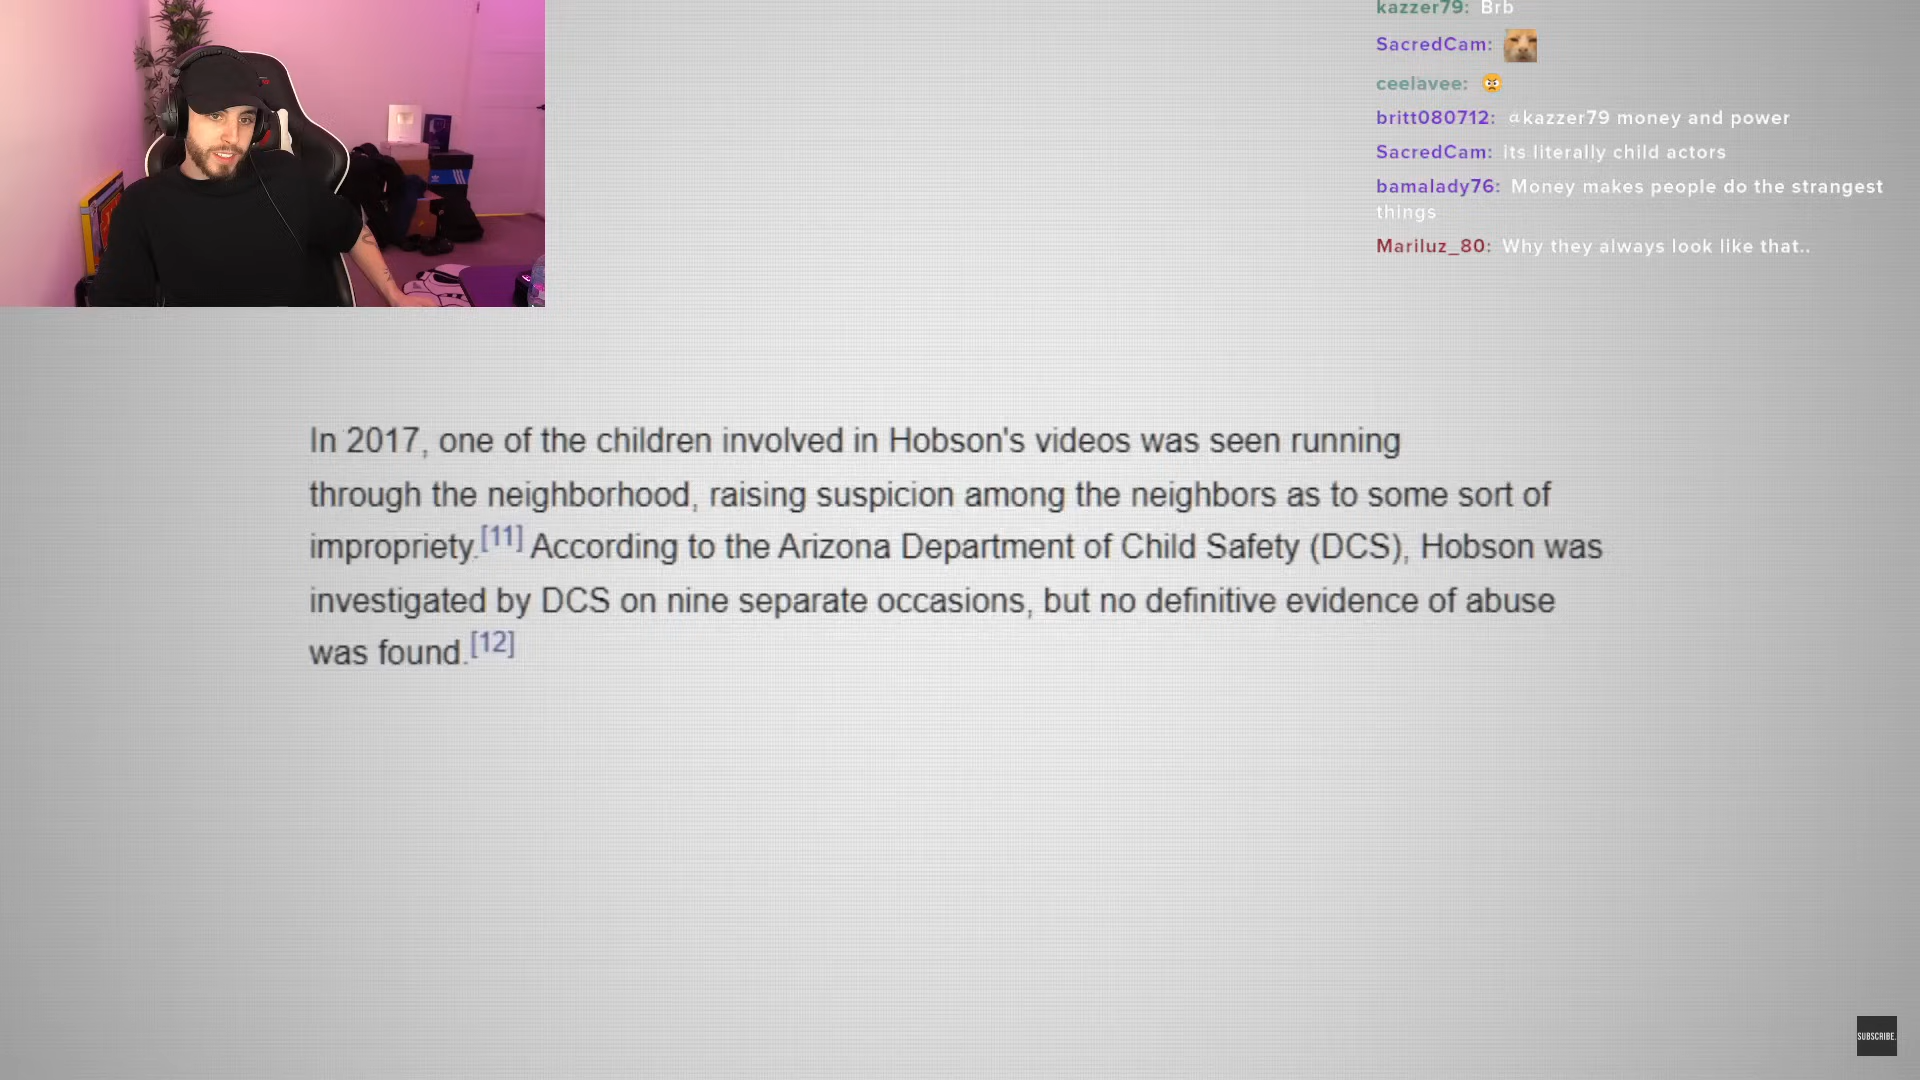 kazzer79: Brb
SacredCam:
ceelavee:
britt080712: @kazzer79 money and power
SacredCam: its literally child actors
bamalady76: Money makes people do the strangest
things
Mariluz_80: Why they always look like that..
In 2017, one of the children involved in Hobson's videos was seen running
through the neighborhood, raising suspicion among the neighbors as to some sort of
impropriety.[11] According to the Arizona Department of Child Safety (DCS), Hobson was
investigated by DCS on nine separate occasions, but no definitive evidence of abuse
was found.[12]
SUBSCRIBE.